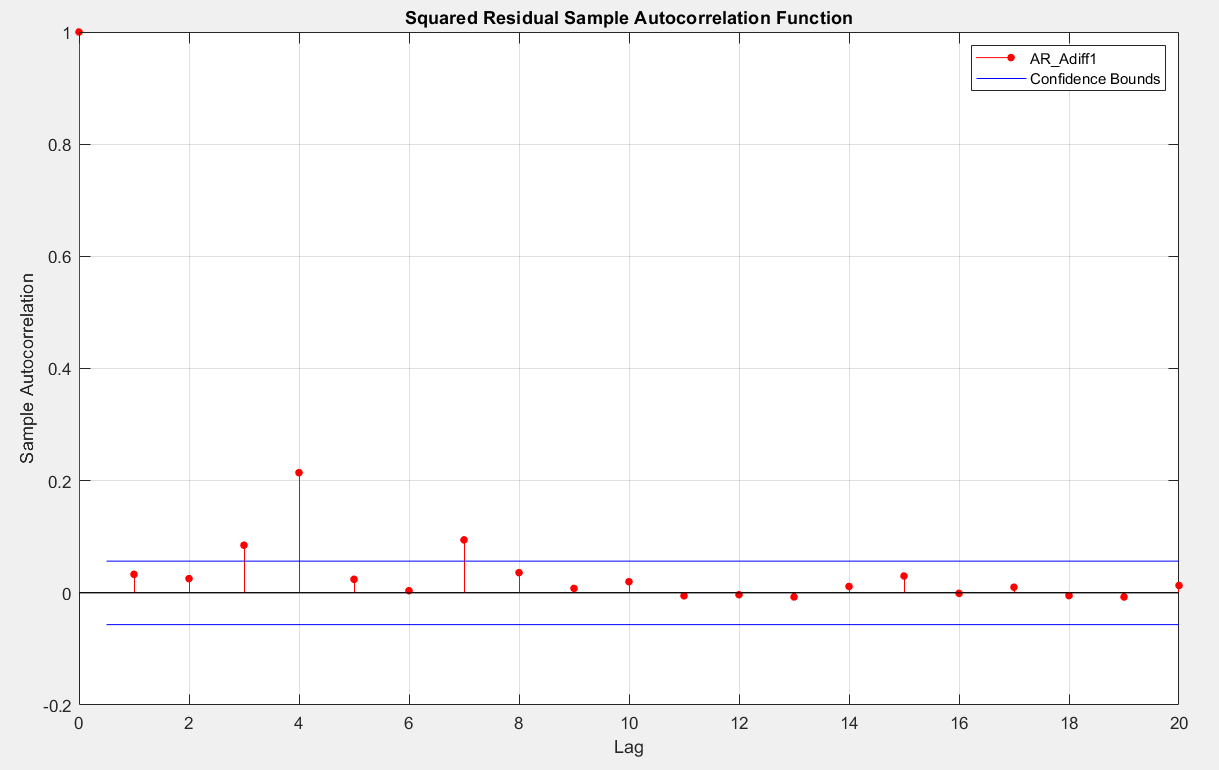 Squared Residual Sample Autocorrelation Function
AR_Adiff1
Confidence Bounds
Sample Autocorrelation
1
0.8
0.6
0.4
0.2
0
-0.2
0 2 4 6 8 10 12 14 16 18 20
Lag